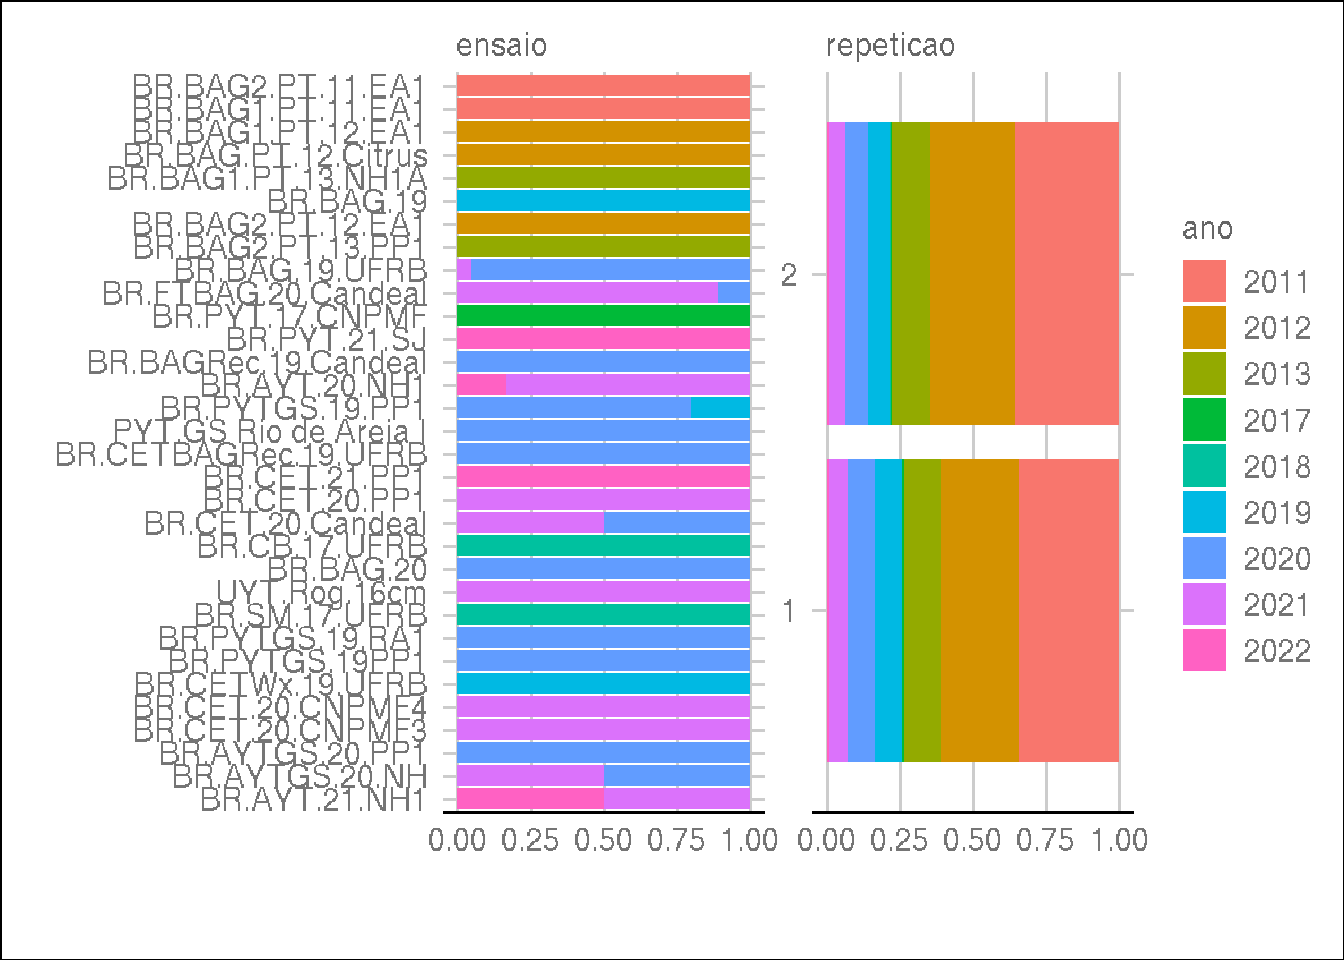 ensaio
repeticao
BR.BAG2.PT.11.EA1
BR.BAG1.PT.11.EA1
BR.BAG1.PT.12.EA1
BR.BAG.PT.12.Citrus
BR.BAG1.PT.13.NH1A
BR.BAG.19
BR.BAG2.PT.12.EA1
BR.BAG2.PT.13.PP1
BR.BAG.19.UFRB
BR.FTBAG.20.Candeal
BR.PYT.17.CNPMF
BR.PYT.21.SJ
BR.BAGRec.19.Candeal
BR.AYT.20.NH1
BR.PYTGS.19.PP1
PYT.GS Rio de Areia I
BR.CETBAGRec.19.UFRB
BR.CET.21.PP1
BR.CET.20.PP1
BR.CET.20.Candeal
BR.CB.17.UFRB
BR.BAG.20
UYT.Rog.16cm
BR.SM.17.UFRB
BR.PYTGS.19.RA1
BR.PYTGS.19PP1
BR.CETWx.19.UFRB
BR.CET.20.CNPMF4
BR.CET.20.CNPMF3
BR.AYTGS.20.PP1
BR.AYTGS.20.NH
BR.AYT.21.NH1
0.00 0.25 0.50 0.75 1.00
2
1
0.00 0.25 0.50 0.75 1.00
ano
2011
2012
2013
2017
2018
2019
2020
2021
2022